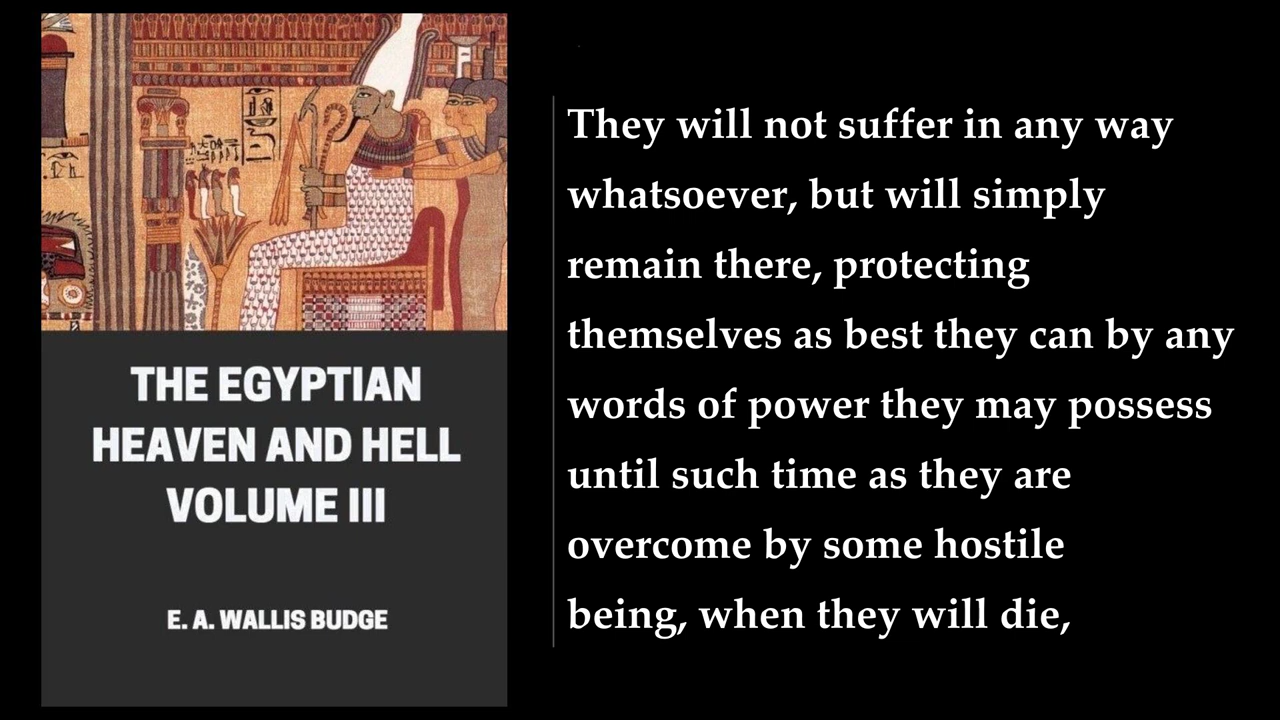 THE EGYPTIAN
HEAVEN AND HELL
VOLUME III
E. A. WALLIS BUDGE
They will not suffer in any way
whatsoever, but will simply
remain there, protecting
themselves as best they can by any
words of power they may possess
until such time as they are
overcome by some hostile
being, when they will die,